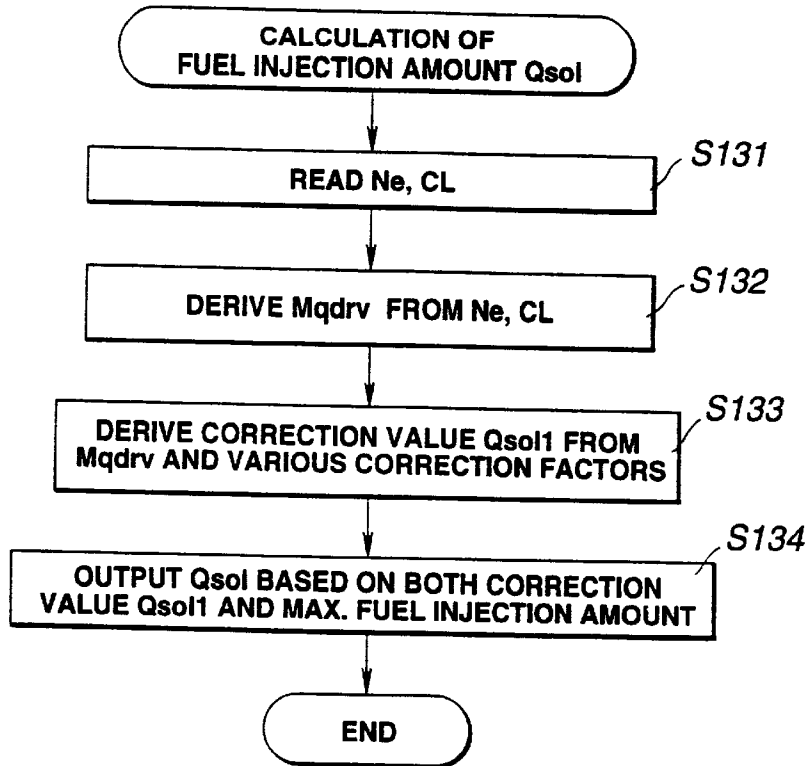 CALCULATION OF
FUEL INJECTION AMOUNT Qsol
READ Ne, CL
S131
DERIVE Mqdrv FROM Ne, CL
S132
DERIVE CORRECTION VALUE Qsol1 FROM
Mqdrv AND VARIOUS CORRECTION FACTORS
S133
OUTPUT Qsol BASED ON BOTH CORRECTION
VALUE Qsol1 AND MAX. FUEL INJECTION AMOUNT
S134
END